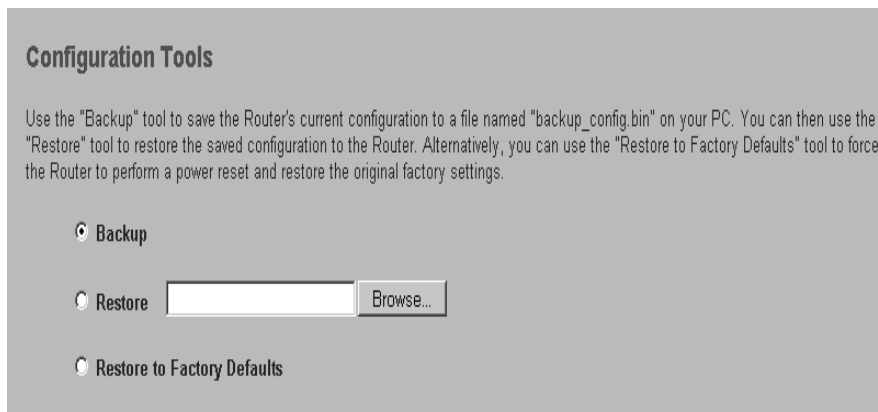 Configuration Tools
Use the "Backup" tool to save the Router's current configuration to a file named "backup_config.bin" on your PC. You can then use the
"Restore" tool to restore the saved configuration to the Router. Alternatively, you can use the "Restore to Factory Defaults" tool to force
the Router to perform a power reset and restore the original factory settings.
Backup
Restore Browse...
Restore to Factory Defaults